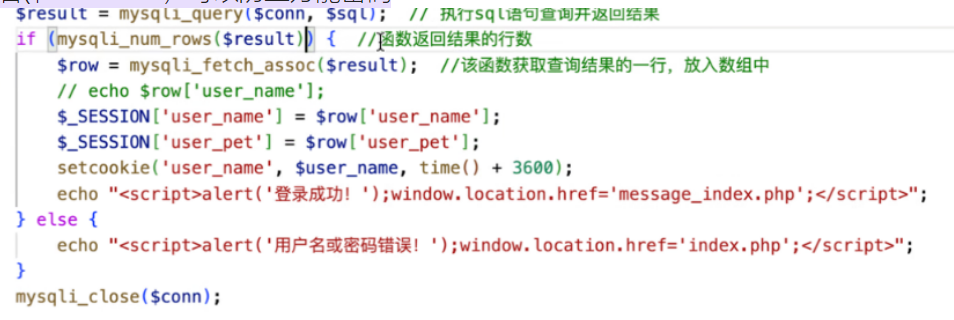 $result = mysqli_query($conn, $sql);  // 执行sql语句查询并返回结果
if (mysqli_num_rows($result)) {  //函数返回结果的行数
    $row = mysqli_fetch_assoc($result);  //该函数获取查询结果的一行，放入数组中
    // echo $row['user_name'];
    $_SESSION['user_name'] = $row['user_name'];
    $_SESSION['user_pet'] = $row['user_pet'];
    setcookie('user_name', $user_name, time() + 3600);
    echo "<script>alert('登录成功！');window.location.href='message_index.php';</script>";
} else {
    echo "<script>alert('用户名或密码错误！');window.location.href='index.php';</script>";
}
mysqli_close($conn);